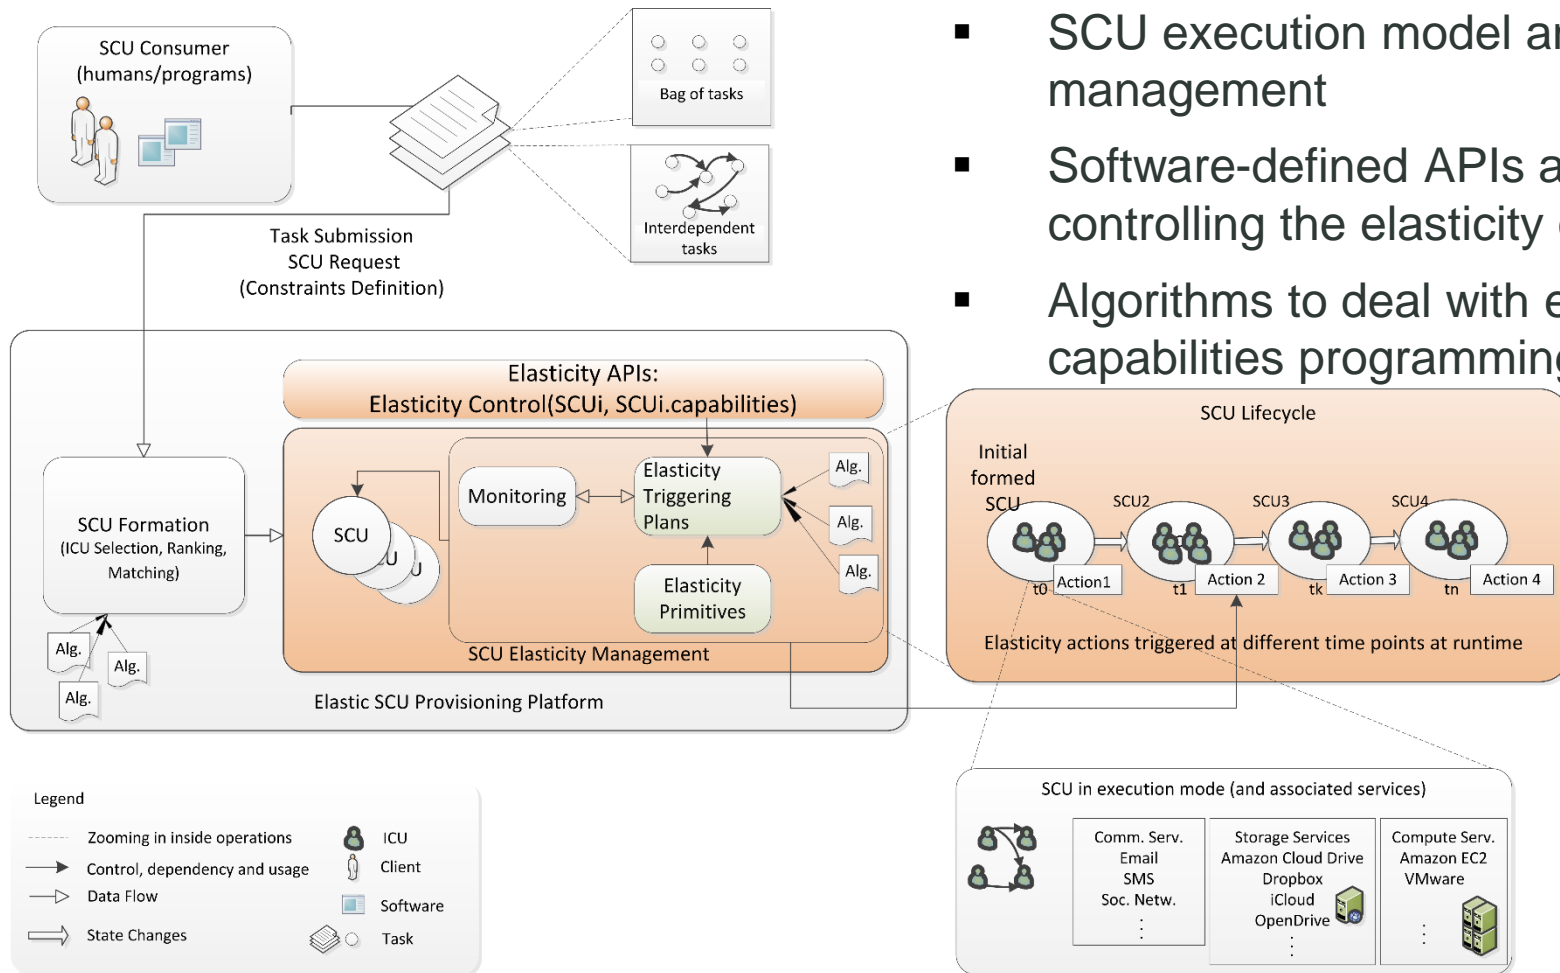 SCU Consumer
(humans/programs)
Bag of tasks
Interdependent
tasks
Task Submission
SCU Request
(Constraints Definition)
▪ SCU execution model
management
▪ Software-defined APIs
controlling the elasticity
▪ Algorithms to deal with
capabilities programming
Elasticity APIs:
Elasticity Control(SCUi, SCUi.capabilities)
SCU Formation
(ICU Selection, Ranking,
Matching)
Alg.
Alg.
Alg.
SCU
CU
U
Monitoring
Elasticity
Triggering
Plans
Elasticity
Primitives
Alg.
Alg.
Alg.
SCU Elasticity Management
Elastic SCU Provisioning Platform
SCU Lifecycle
Initial
formed
SCU
SCU2
SCU3
SCU4
t0
Action1
t1
Action 2
tk
Action 3
tn
Action 4
Elasticity actions triggered at different time points at runtime
SCU in execution mode (and associated services)
Comm. Serv.
Email
SMS
Soc. Netw.
⋮
Storage Services
Amazon Cloud Drive
Dropbox
iCloud
OpenDrive
⋮
Compute Serv.
Amazon EC2
VMware
⋮
Legend
Zooming in inside operations
Control, dependency and usage
Data Flow
State Changes
ICU
Client
Software
Task